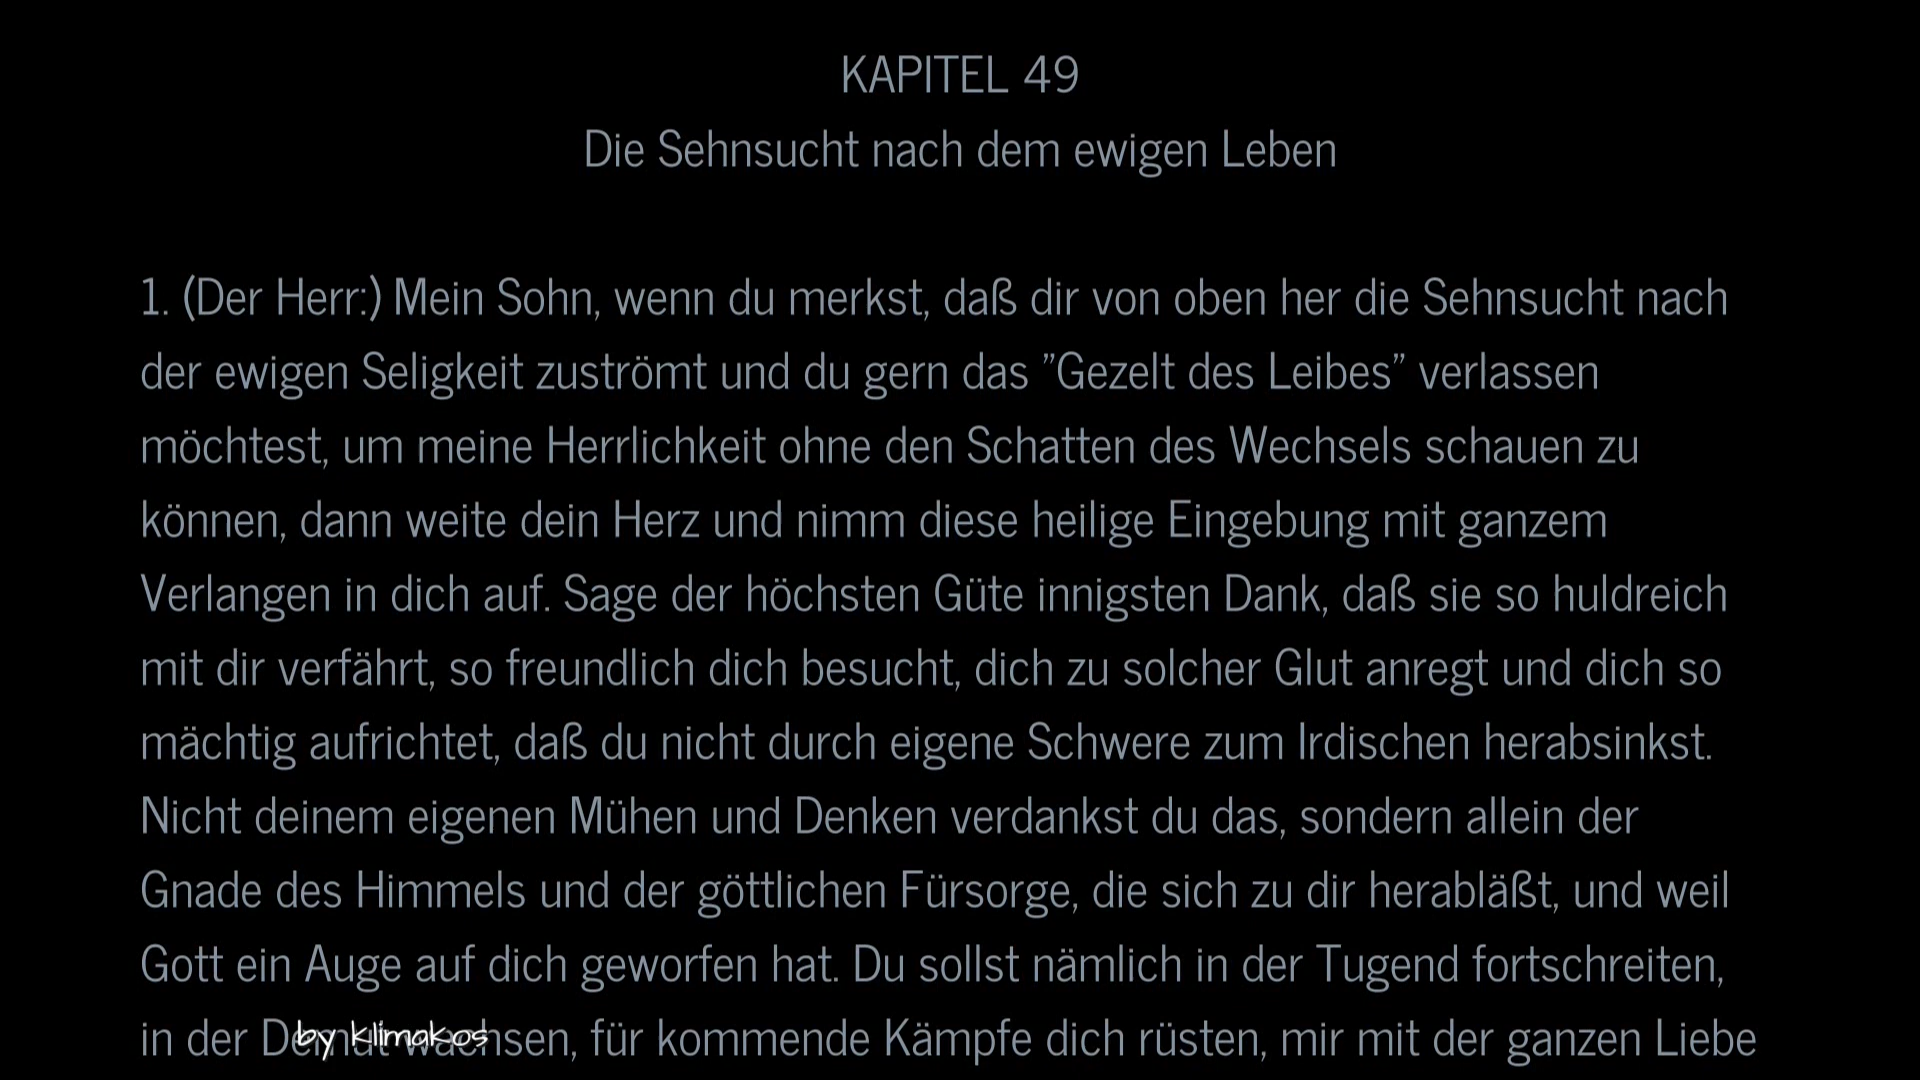 KAPITEL 49
Die Sehnsucht nach dem ewigen Leben
1. (Der Herr:) Mein Sohn, wenn du merkst, daß dir von oben her die Sehnsucht nach
der ewigen Seligkeit zuströmt und du gern das ”Gezelt des Leibes” verlassen
möchtest, um meine Herrlichkeit ohne den Schatten des Wechsels schauen zu
können, dann weite dein Herz und nimm diese heilige Eingebung mit ganzem
Verlangen in dich auf. Sage der höchsten Güte innigsten Dank, daß sie so huldreich
mit dir verfährt, so freundlich dich besucht, dich zu solcher Glut anregt und dich so
mächtig aufrichtet, daß du nicht durch eigene Schwere zum Irdischen herabsinkst.
Nicht deinem eigenen Mühen und Denken verdankst du das, sondern allein der
Gnade des Himmels und der göttlichen Fürsorge, die sich zu dir herabläßt, und weil
Gott ein Auge auf dich geworfen hat. Du sollst nämlich in der Tugend fortschreiten,
in der Demut wachsen, für kommende Kämpfe dich rüsten, mir mit der ganzen Liebe
by klimakos